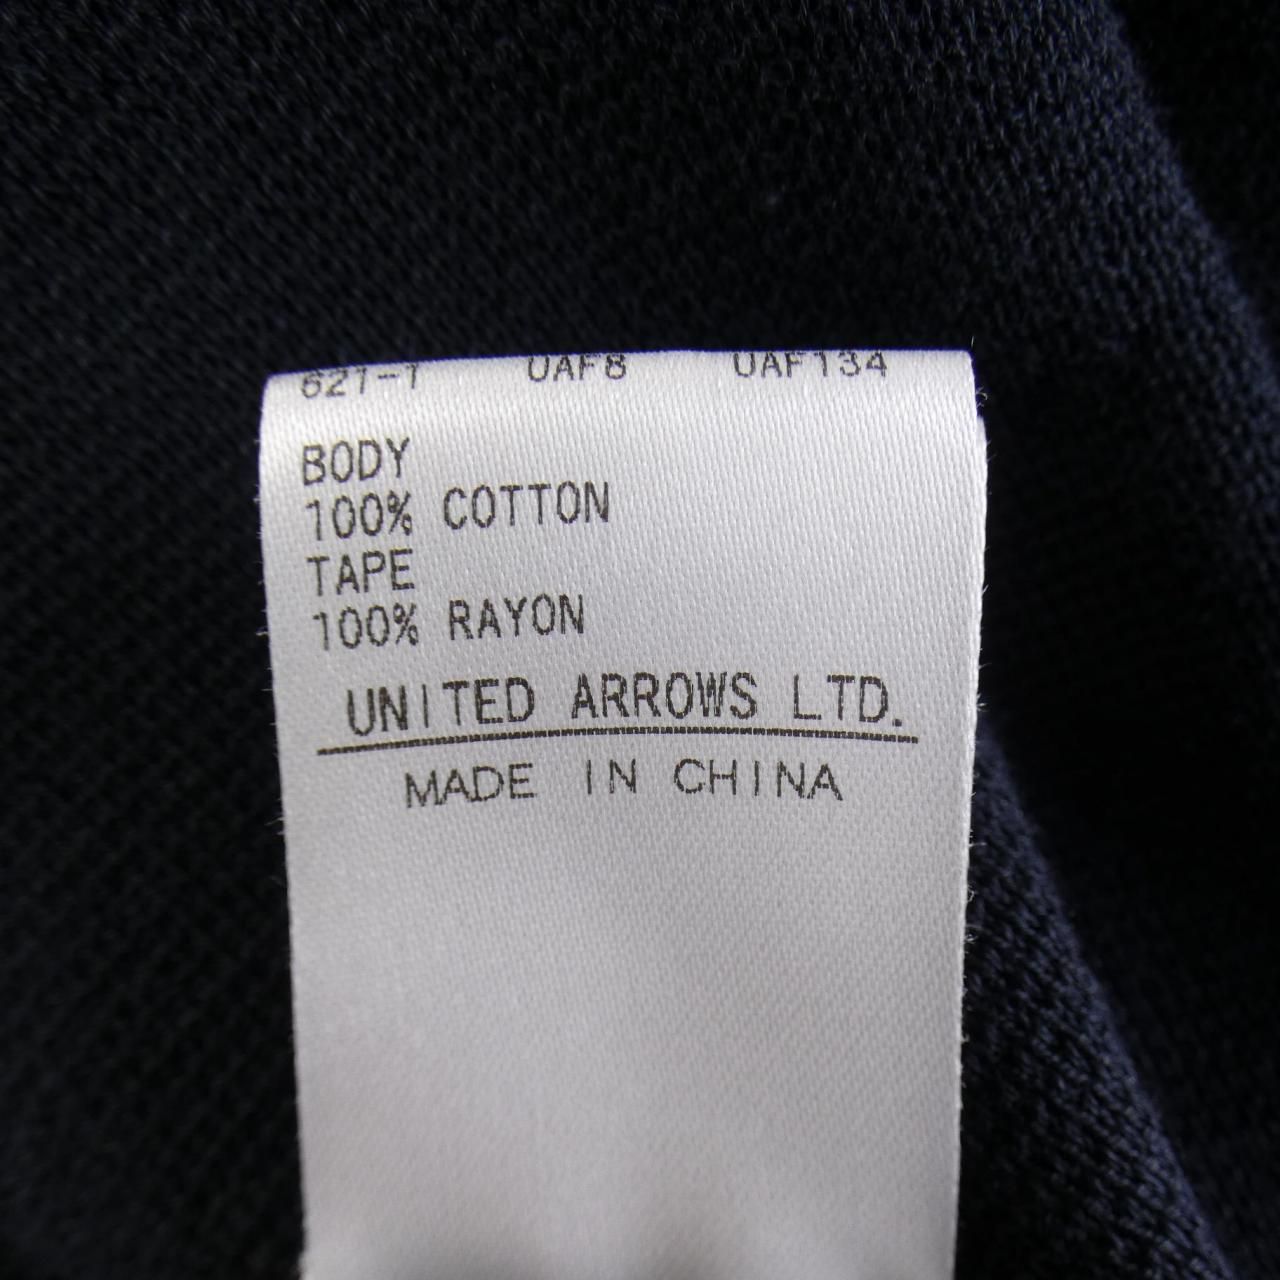 621-1 UAF8 UAF134
BODY
100% COTTON
TAPE
100% RAYON
UNITED ARROWS LTD.
MADE IN CHINA